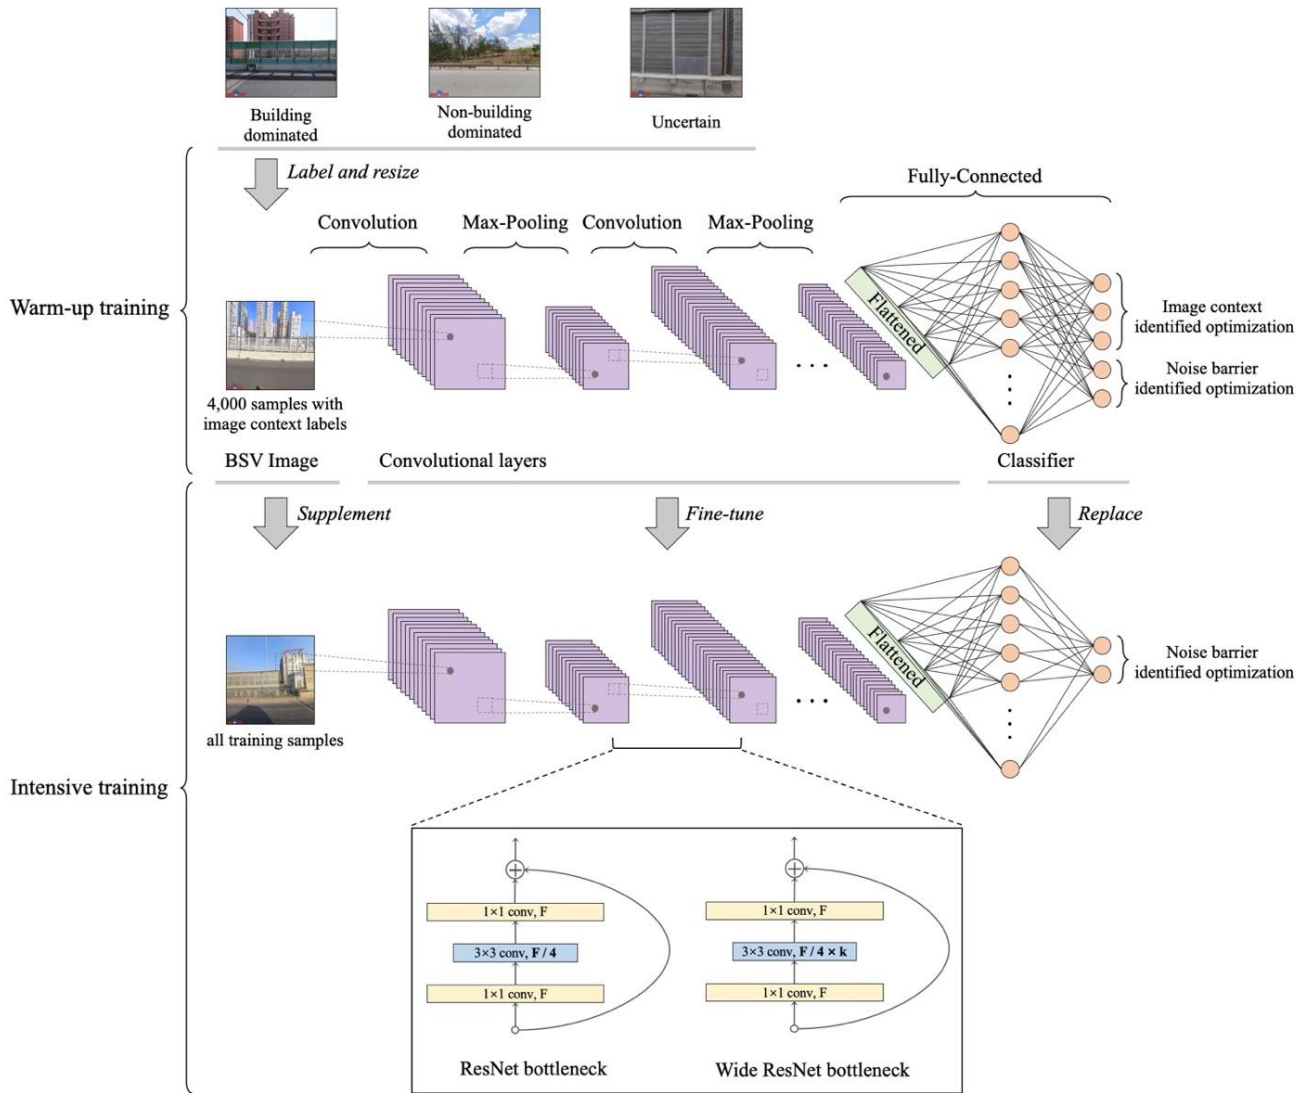 Building
dominated
Non-building
dominated
Uncertain
Label and resize
Fully-Connected
Convolution
Max-Pooling
Convolution
Max-Pooling
Warm-up training
Flattened
Image context
identified optimization
Noise barrier
identified optimization
4,000 samples with
image context labels
BSV Image
Convolutional layers
Classifier
Supplement
Fine-tune
Replace
Flattened
Noise barrier
identified optimization
all training samples
Intensive training
1×1 conv, F
3×3 conv, F / 4
1×1 conv, F
ResNet bottleneck
1×1 conv, F
3×3 conv, F / 4 × k
1×1 conv, F
Wide ResNet bottleneck